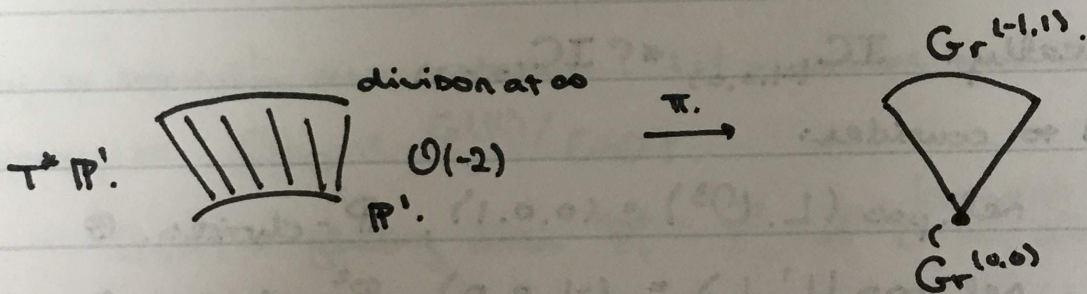 Gr^(-1,1).
divison at ∞
π.
T* P¹.
O(-2)
P¹.
Gr^(0,0)